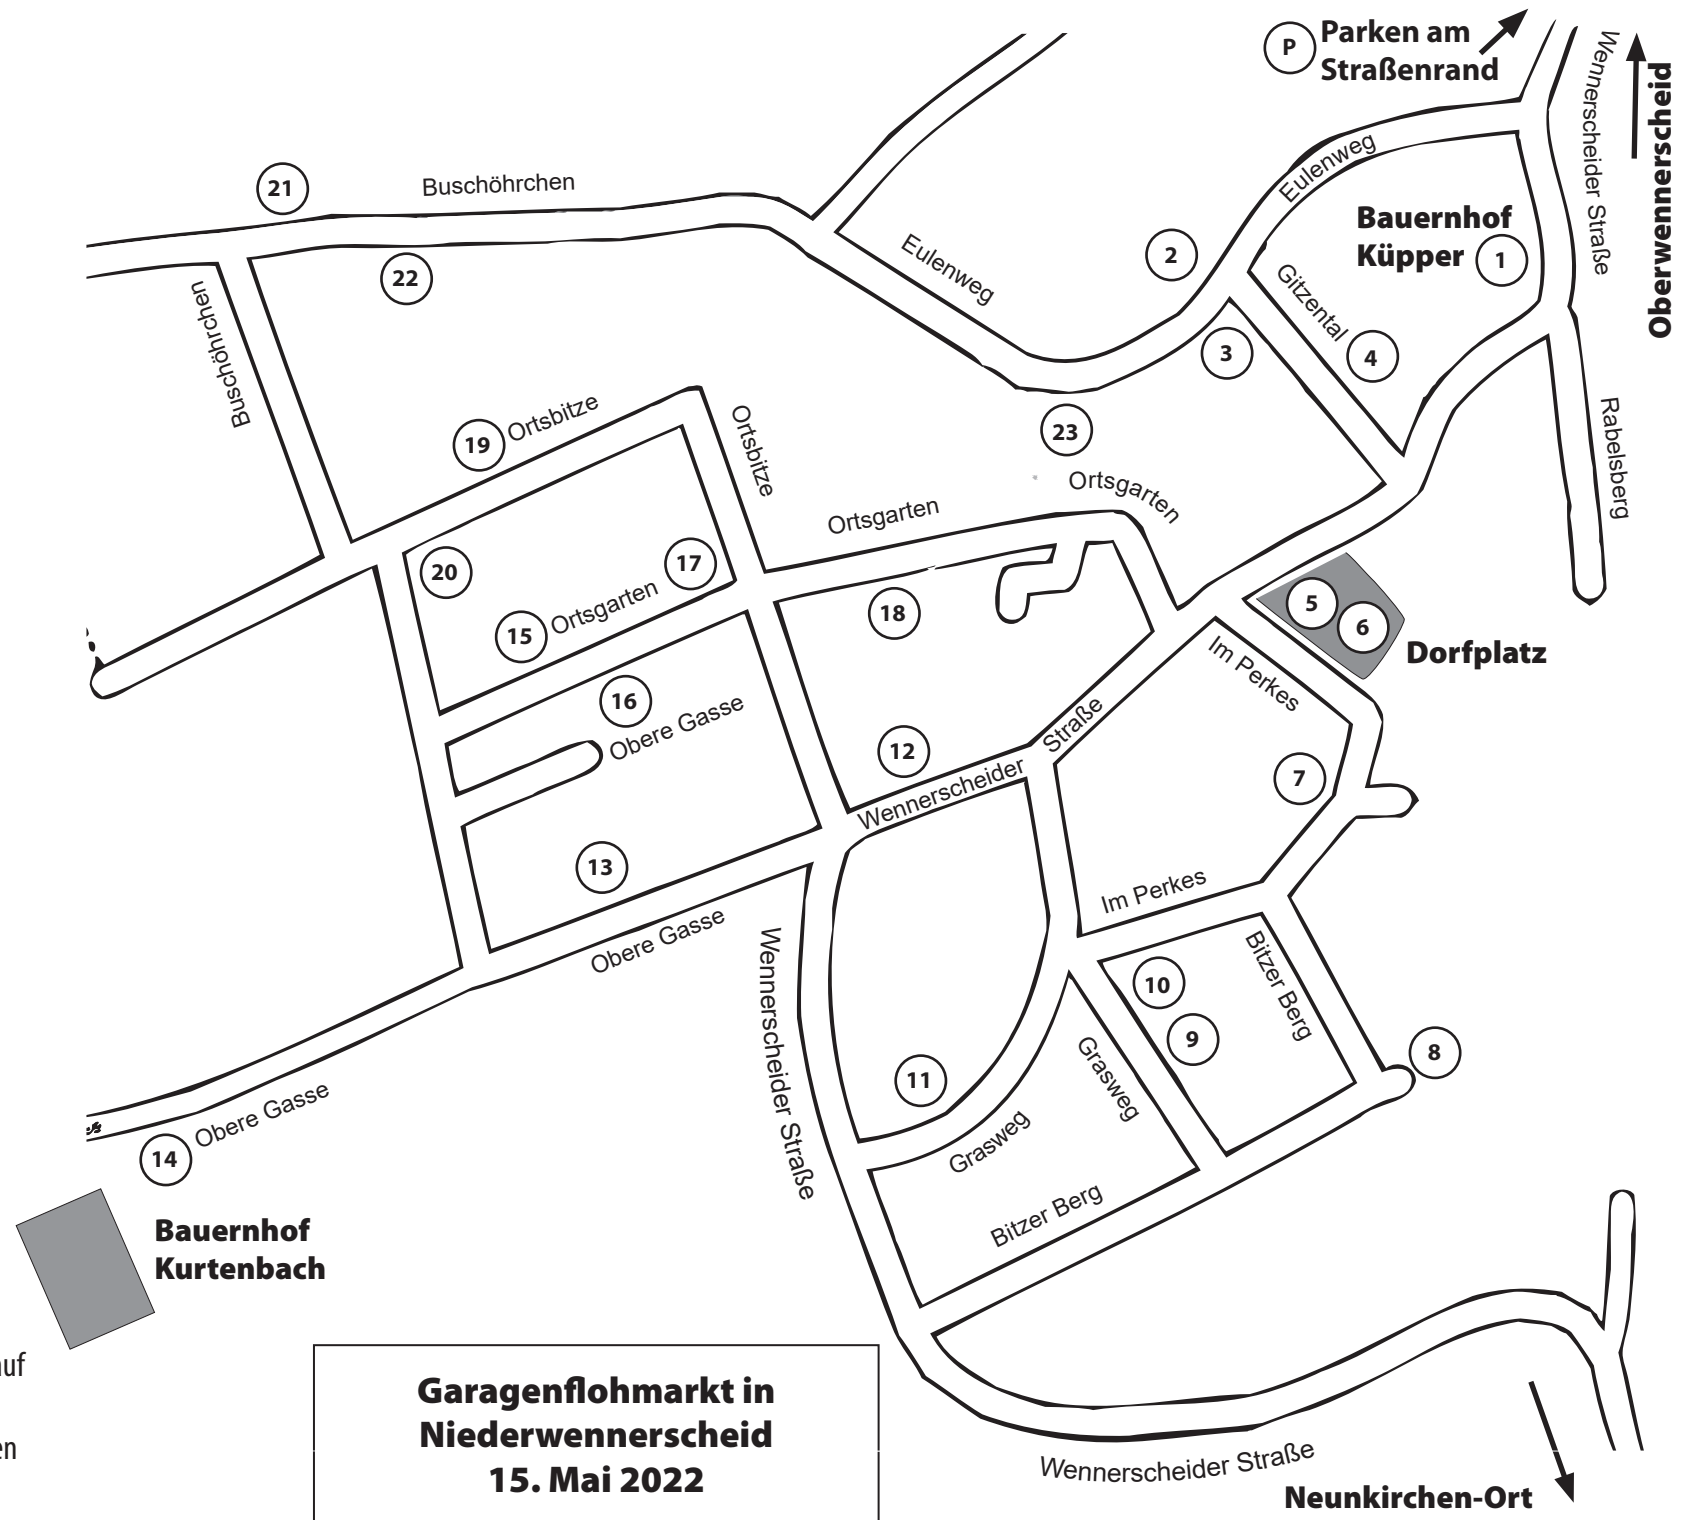 P
Parken am
Straßenrand
Wennerscheider Straße
Oberwennerscheid
Eulenweg
21
Buschöhrchen
Bauernhof
Küpper
1
2
Eulenweg
22
Gitzental
Buschöhrchen
3
4
19
Ortsbitze
Ortsbitze
23
Rabelsberg
Ortsgarten
Ortsgarten
20
17
15
Ortsgarten
18
5
6
Dorfplatz
Im Perkes
16
Obere Gasse
12
Wennerscheider
Straße
7
13
Im Perkes
Obere Gasse
Wennerscheider Straße
10
9
Bitzer Berg
8
11
Grasweg
Grasweg
Obere Gasse
14
Bitzer Berg
Bauernhof
Kurtenbach
uf
en
Garagenflohmarkt in
Niederwennerscheid
15. Mai 2022
Wennerscheider Straße
Neunkirchen-Ort